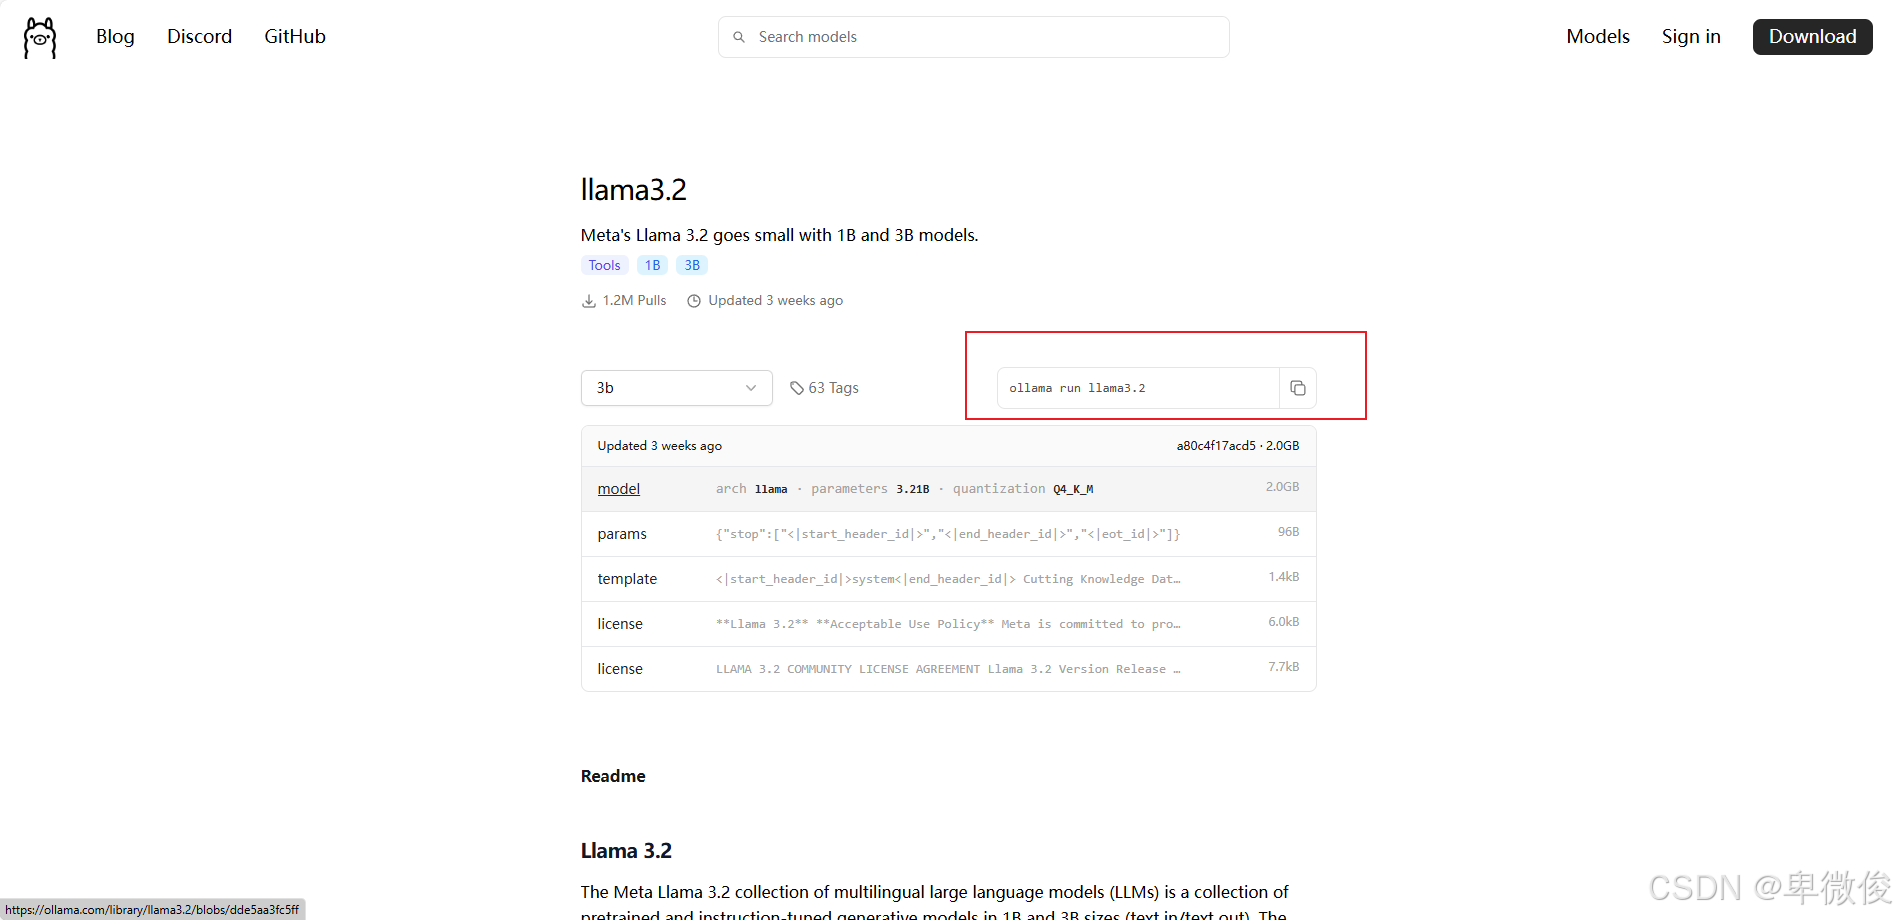 Blog Discord GitHub Search models Models Sign in Download
llama3.2
Meta's Llama 3.2 goes small with 1B and 3B models.
Tools 1B 3B
1.2M Pulls Updated 3 weeks ago
3b 63 Tags ollama run llama3.2
Updated 3 weeks ago a80c4f17acd5 · 2.0GB
model arch llama · parameters 3.21B · quantization Q4_K_M 2.0GB
params {"stop":["<|start_header_id|>","<|end_header_id|>","<|eot_id|>"]} 96B
template <|start_header_id|>system<|end_header_id|> Cutting Knowledge Dat… 1.4kB
license **Llama 3.2** **Acceptable Use Policy** Meta is committed to pro… 6.0kB
license LLAMA 3.2 COMMUNITY LICENSE AGREEMENT Llama 3.2 Version Release … 7.7kB
Readme
Llama 3.2
The Meta Llama 3.2 collection of multilingual large language models (LLMs) is a collection of
pretrained and instruction-tuned generative models in 1B and 3B sizes (text in/text out). The
https://ollama.com/library/llama3.2/blobs/dde5aa3fc5ff
CSDN @卑微俊